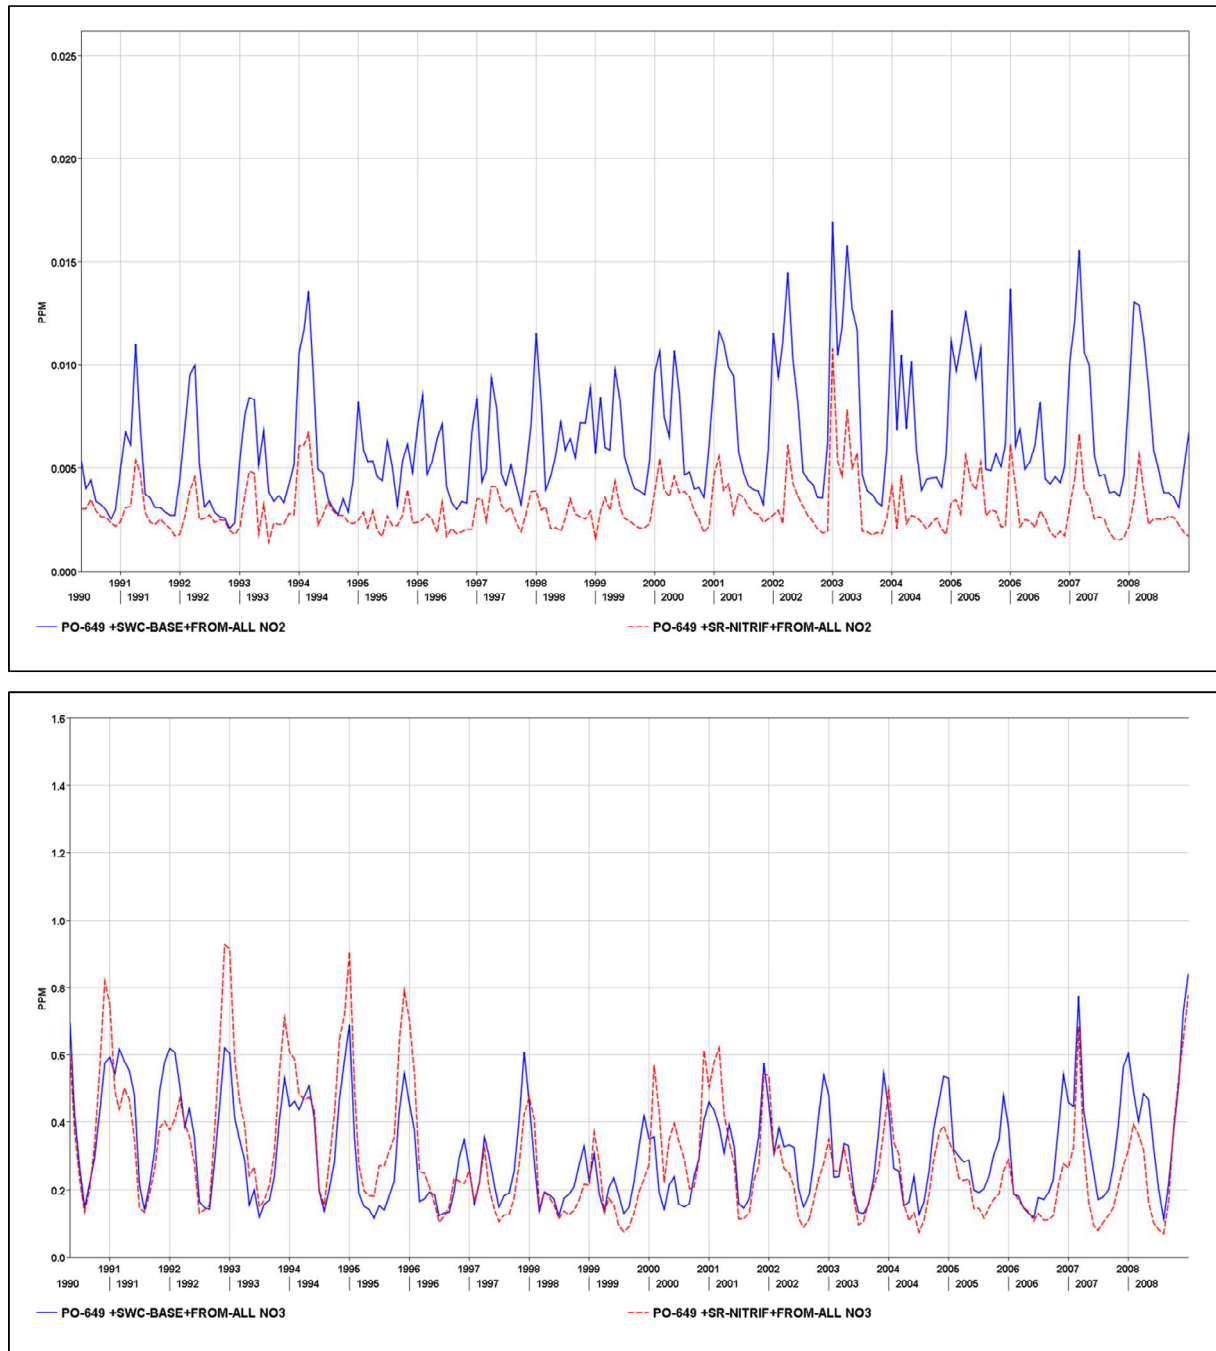 0.025
0.020
0.015
PPM
0.010
0.005
0.000
1991 1992 1993 1994 1995 1996 1997 1998 1999 2000 2001 2002 2003 2004 2005 2006 2007 2008
1990 | 1991 | 1992 | 1993 | 1994 | 1995 | 1996 | 1997 | 1998 | 1999 | 2000 | 2001 | 2002 | 2003 | 2004 | 2005 | 2006 | 2007 | 2008
PO-649 +SWC-BASE+FROM-ALL NO2 PO-649 +SR-NITRIF+FROM-ALL NO2
1.6
1.4
1.2
1.0
0.8
PPM
0.6
0.4
0.2
0.0
1991 1992 1993 1994 1995 1996 1997 1998 1999 2000 2001 2002 2003 2004 2005 2006 2007 2008
1990 | 1991 | 1992 | 1993 | 1994 | 1995 | 1996 | 1997 | 1998 | 1999 | 2000 | 2001 | 2002 | 2003 | 2004 | 2005 | 2006 | 2007 | 2008
PO-649 +SWC-BASE+FROM-ALL NO3 PO-649 +SR-NITRIF+FROM-ALL NO3